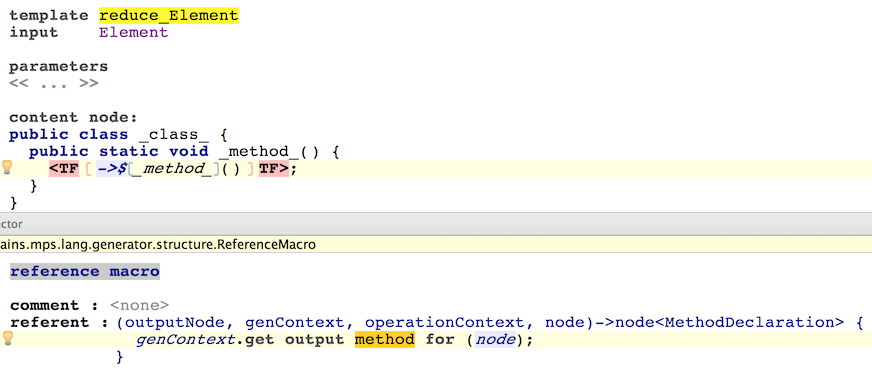 template reduce_Element
input Element
parameters
<< ... >>
content node:
public class _class_ {
public static void _method_() {
<TF [ ->$[_method_]() ] TF>;
}
}
ector
ains.mps.lang.generator.structure.ReferenceMacro
reference macro
comment : <none>
referent : (outputNode, genContext, operationContext, node)->node<MethodDeclaration> {
genContext.get output method for (node);
}